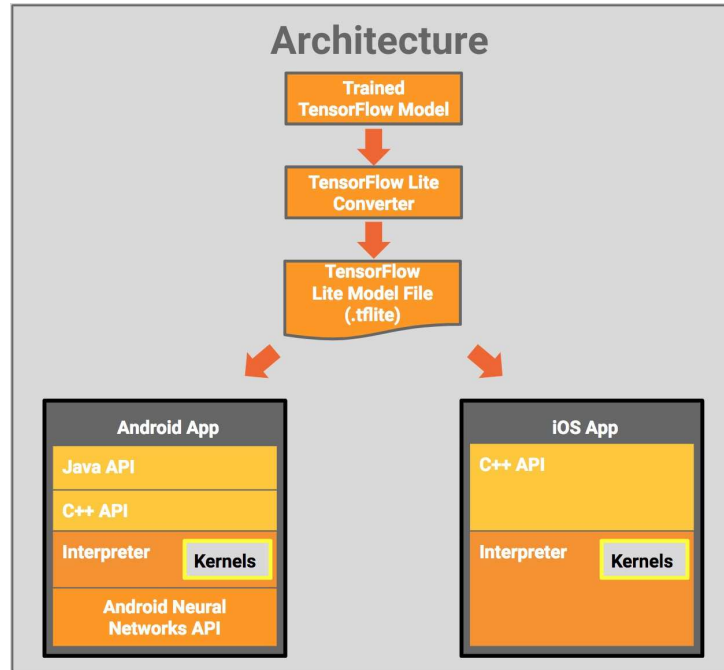 Architecture
Trained
TensorFlow Model
TensorFlow Lite
Converter
TensorFlow
Lite Model File
(.tflite)
Android App
Java API
C++ API
Interpreter
Kernels
Android Neural
Networks API
iOS App
C++ API
Interpreter
Kernels